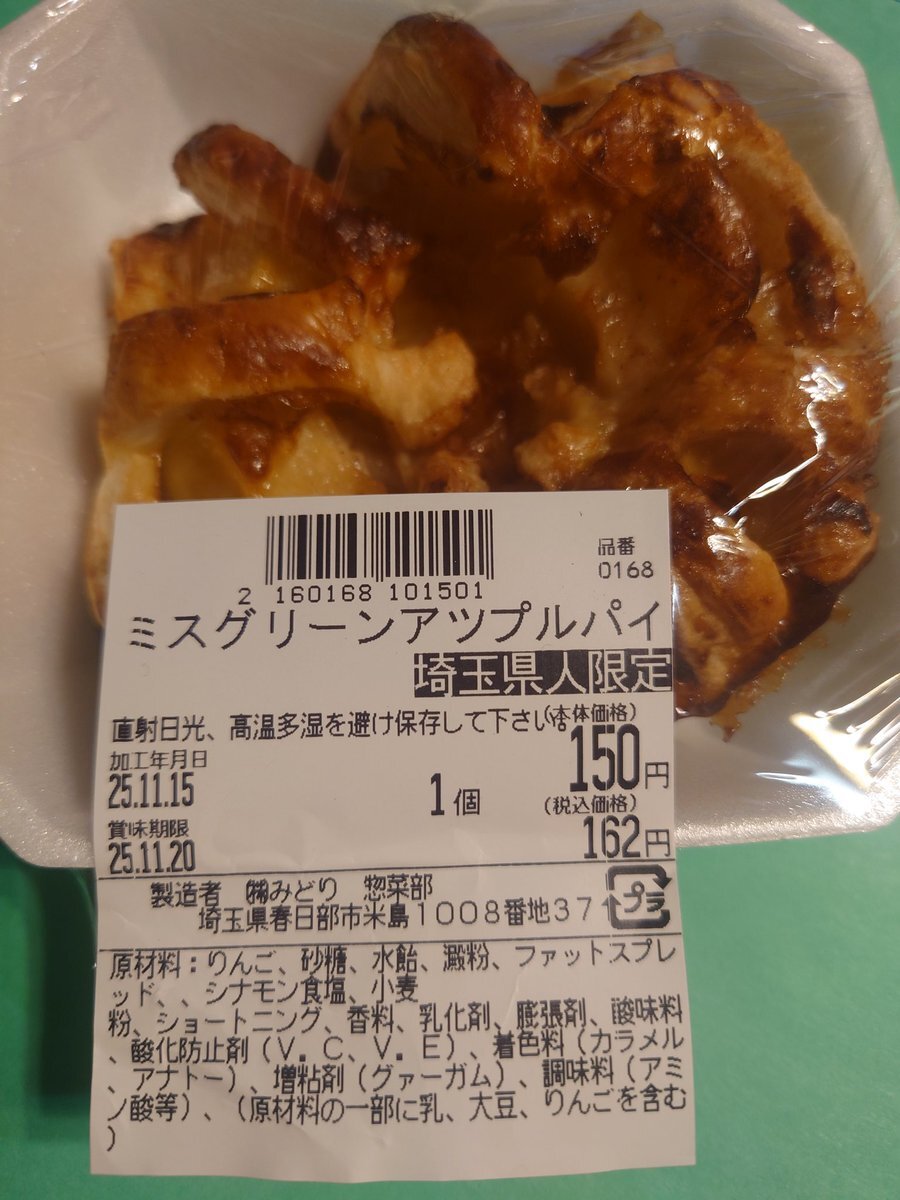 品番
0168
2 160168 101501
ミスグリーンアツプルパイ
埼玉県人限定
直射日光、高温多湿を避け保存して下さい。
(本体価格)
加工年月日
150円
25.11.15
1個
(税込価格)
賞味期限
162円
25.11.20
製造者 ㈱みどり 惣菜部
埼玉県春日部市米島1008番地37
プラ
原材料:りんご、砂糖、水飴、澱粉、ファットスプレ
ッド、、シナモン食塩、小麦
粉、ショートニング、香料、乳化剤、膨張剤、酸味料
、酸化防止剤(V.C、V.E)、着色料(カラメル
、アナトー)、増粘剤(グァーガム)、調味料(アミ
ノ酸等)、(原材料の一部に乳、大豆、りんごを含む
)